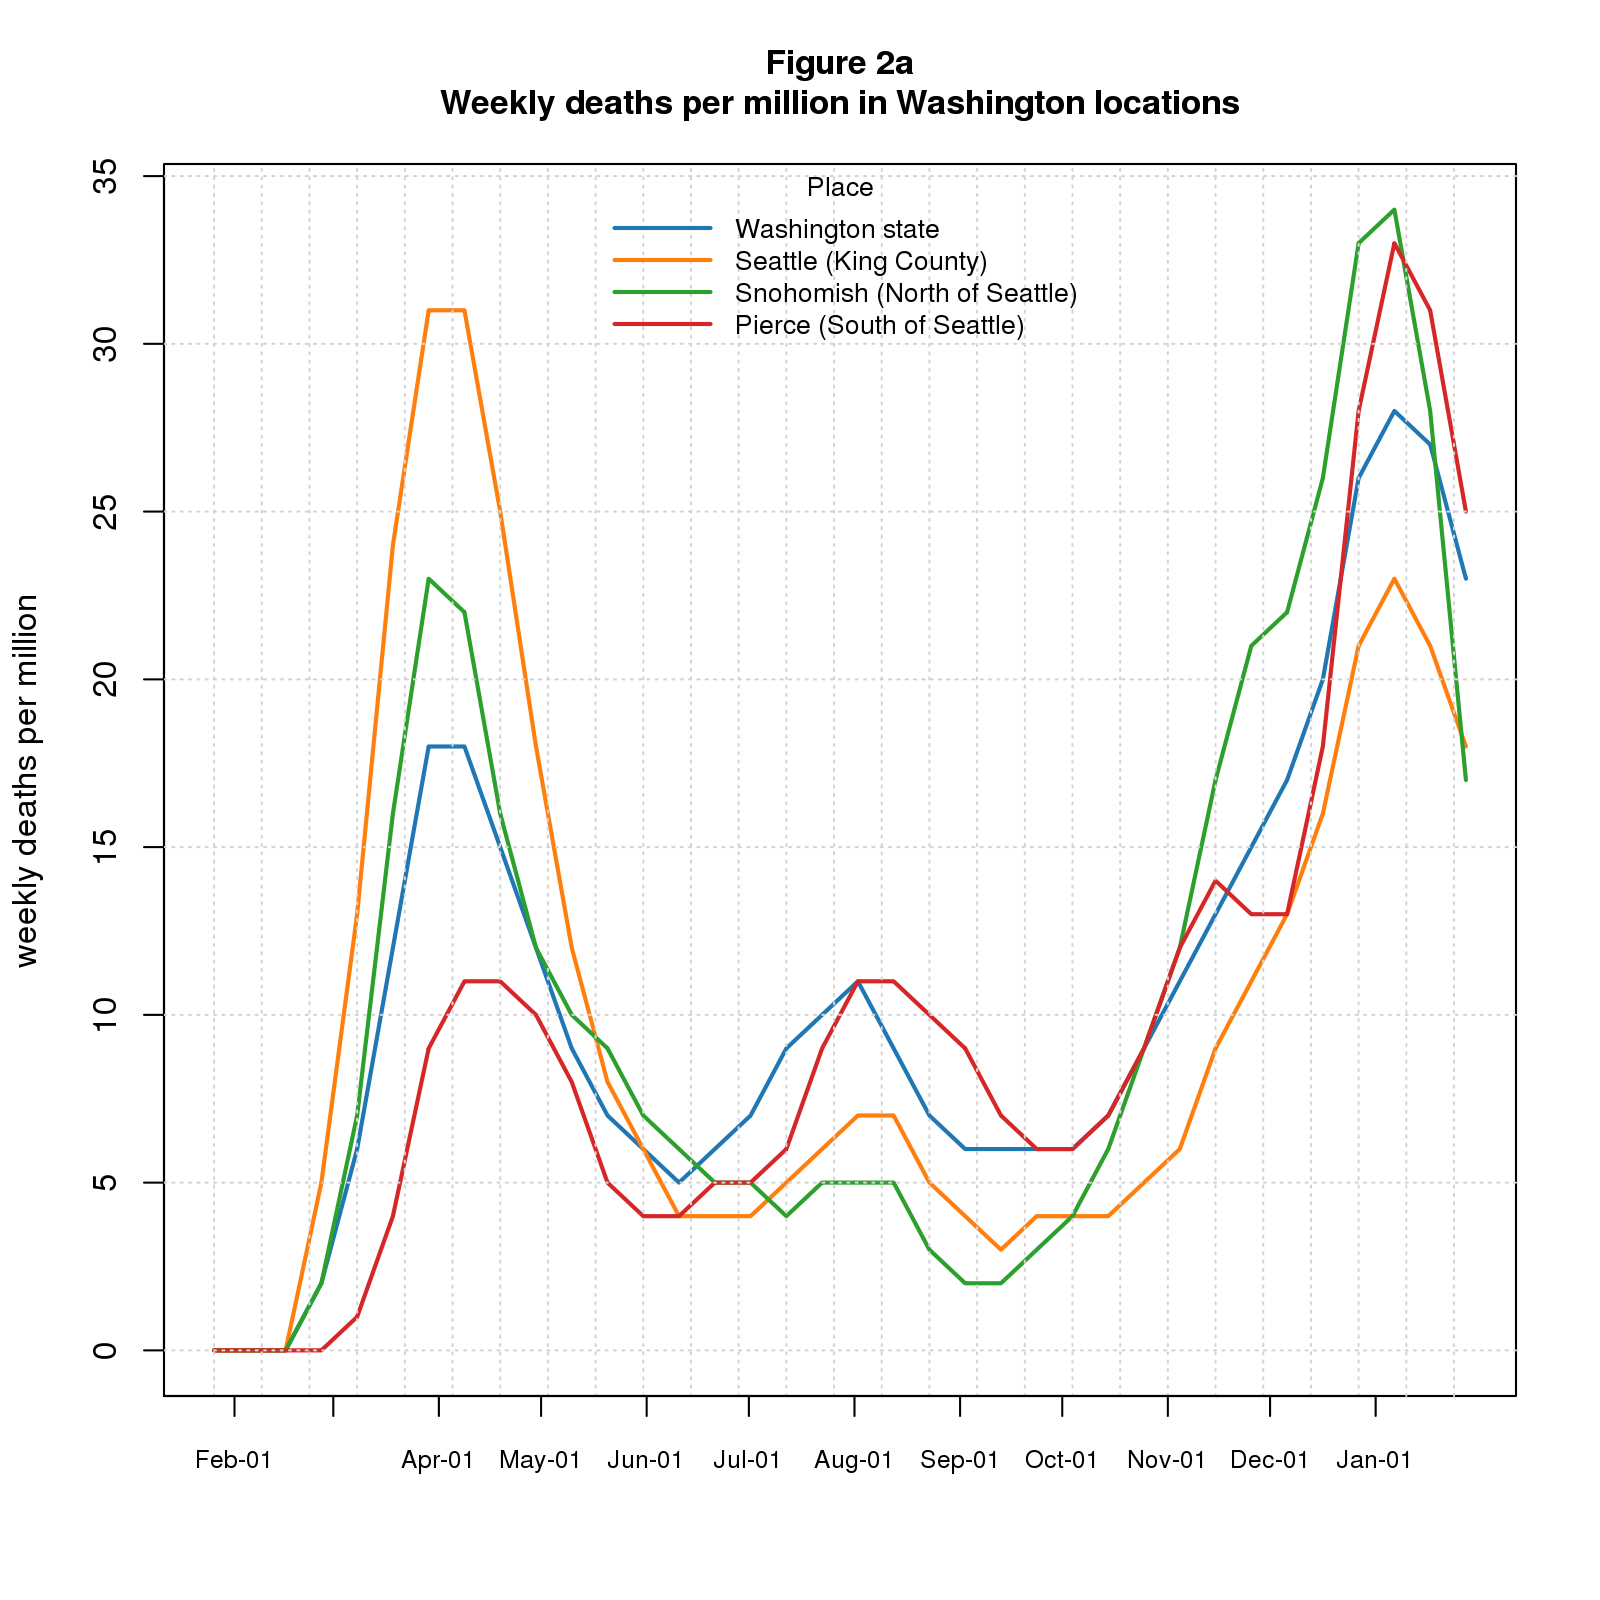 Figure 2a
Weekly deaths per million in Washington locations
Place
Washington state
Seattle (King County)
Snohomish (North of Seattle)
Pierce (South of Seattle)
weekly deaths per million
35
30
25
20
15
10
5
0
Feb-01 Apr-01 May-01 Jun-01 Jul-01 Aug-01 Sep-01 Oct-01 Nov-01 Dec-01 Jan-01